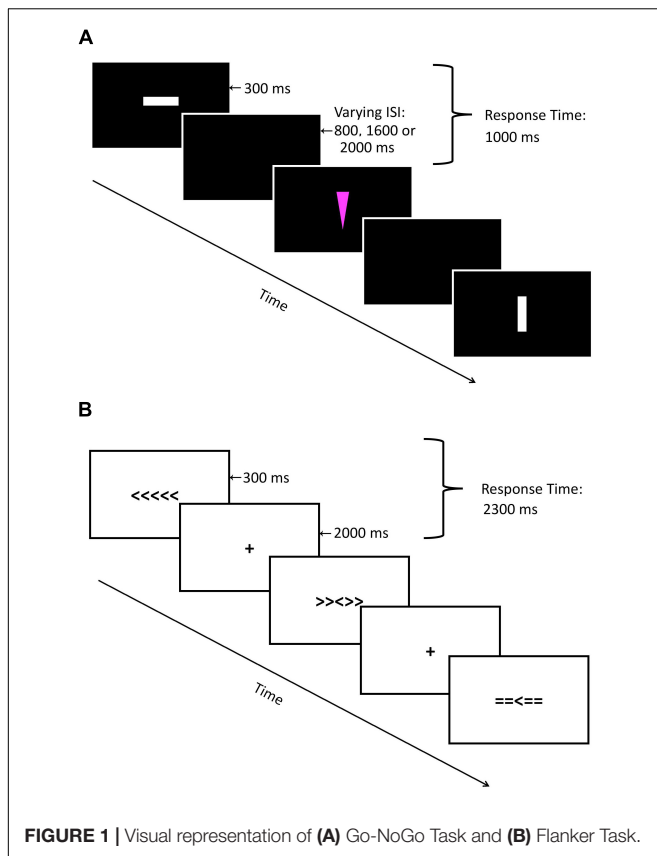 A
←300 ms
Varying ISI:
←800, 1600 or
2000 ms
Response Time:
1000 ms
Time
B
<<<<<
←300 ms
Response Time:
2300 ms
+
←2000 ms
>><>>
+
==<==
Time
FIGURE 1 | Visual representation of (A) Go-NoGo Task and (B) Flanker Task.